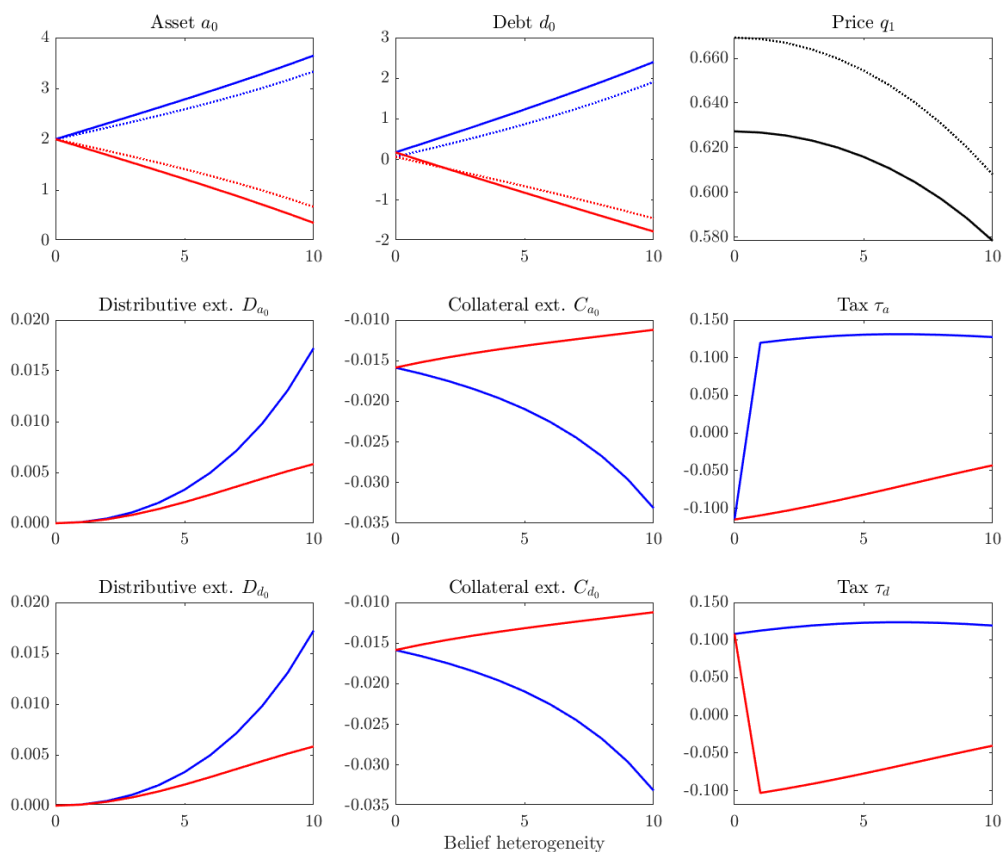 Asset a₀
4
3
2
1
0
0 5 10
Debt d₀
3
2
1
0
-1
-2
0 5 10
Price q₁
0.660
0.640
0.620
0.600
0.580
0 5 10
Distributive ext. Dₐ₀
0.020
0.015
0.010
0.005
0.000
0 5 10
Collateral ext. Cₐ₀
-0.010
-0.015
-0.020
-0.025
-0.030
-0.035
0 5 10
Tax τₐ
0.150
0.100
0.050
0.000
-0.050
-0.100
0 5 10
Distributive ext. D_d₀
0.020
0.015
0.010
0.005
0.000
0 5 10
Collateral ext. C_d₀
-0.010
-0.015
-0.020
-0.025
-0.030
-0.035
0 5 10
Belief heterogeneity
Tax τ_d
0.150
0.100
0.050
0.000
-0.050
-0.100
0 5 10